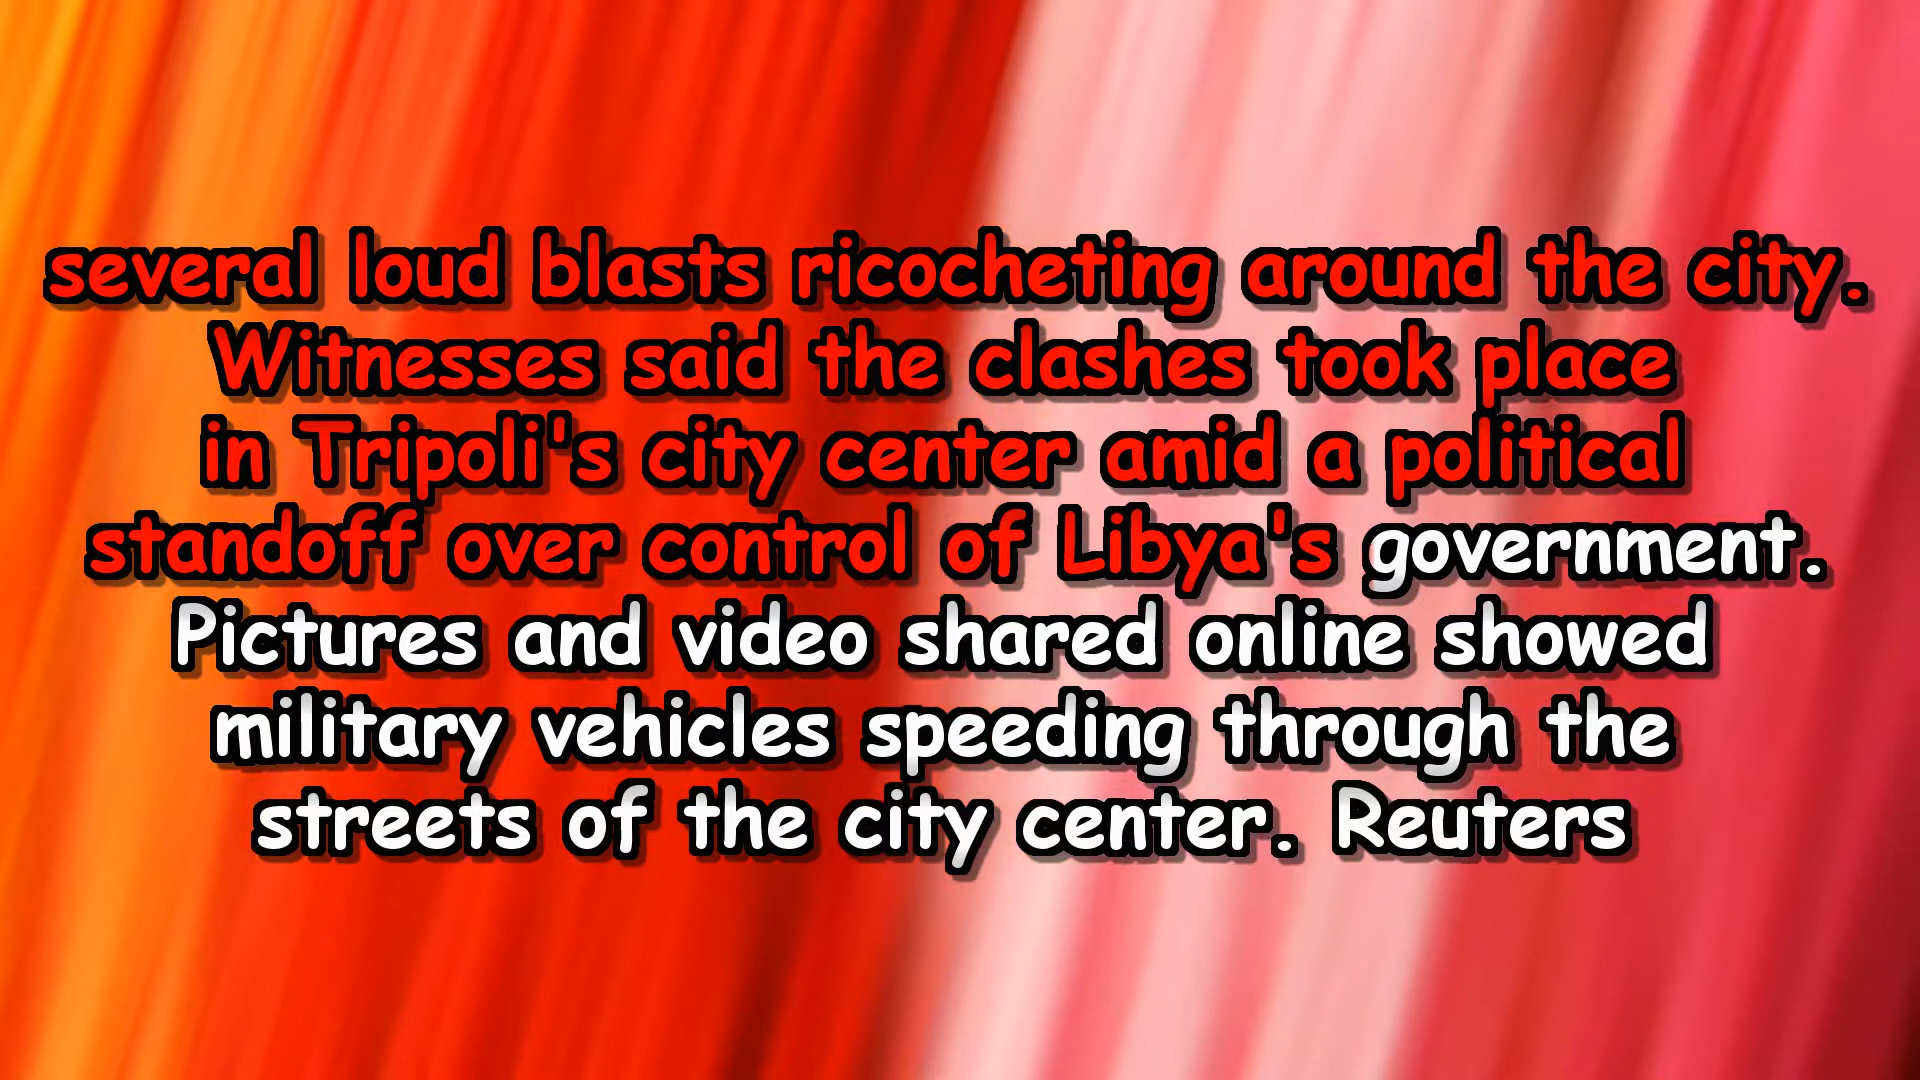 several loud blasts ricocheting around the city.
Witnesses said the clashes took place
in Tripoli's city center amid a political
standoff over control of Libya's government.
Pictures and video shared online showed
military vehicles speeding through the
streets of the city center. Reuters